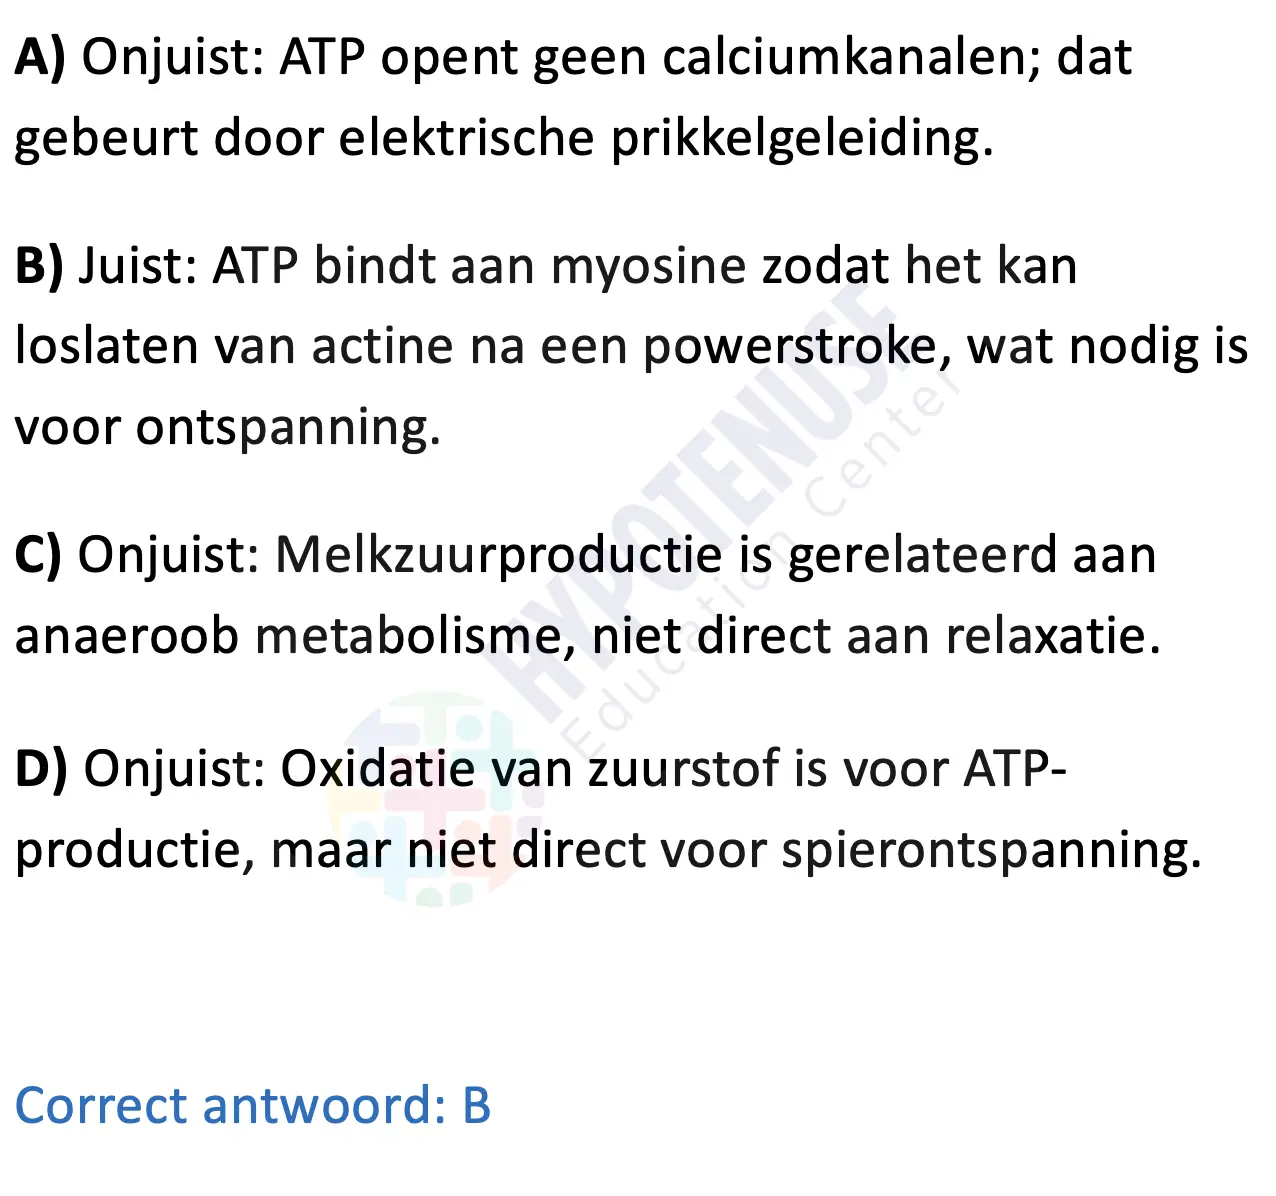 A) Onjuist: ATP opent geen calciumkanalen; dat
gebeurt door elektrische prikkelgeleiding.
B) Juist: ATP bindt aan myosine zodat het kan
loslaten van actine na een powerstroke, wat nodig is
voor ontspanning.
C) Onjuist: Melkzuurproductie is gerelateerd aan
anaeroob metabolisme, niet direct aan relaxatie.
D) Onjuist: Oxidatie van zuurstof is voor ATP-
productie, maar niet direct voor spierontspanning.
Correct antwoord: B
HYPOTENUSE
Education Center